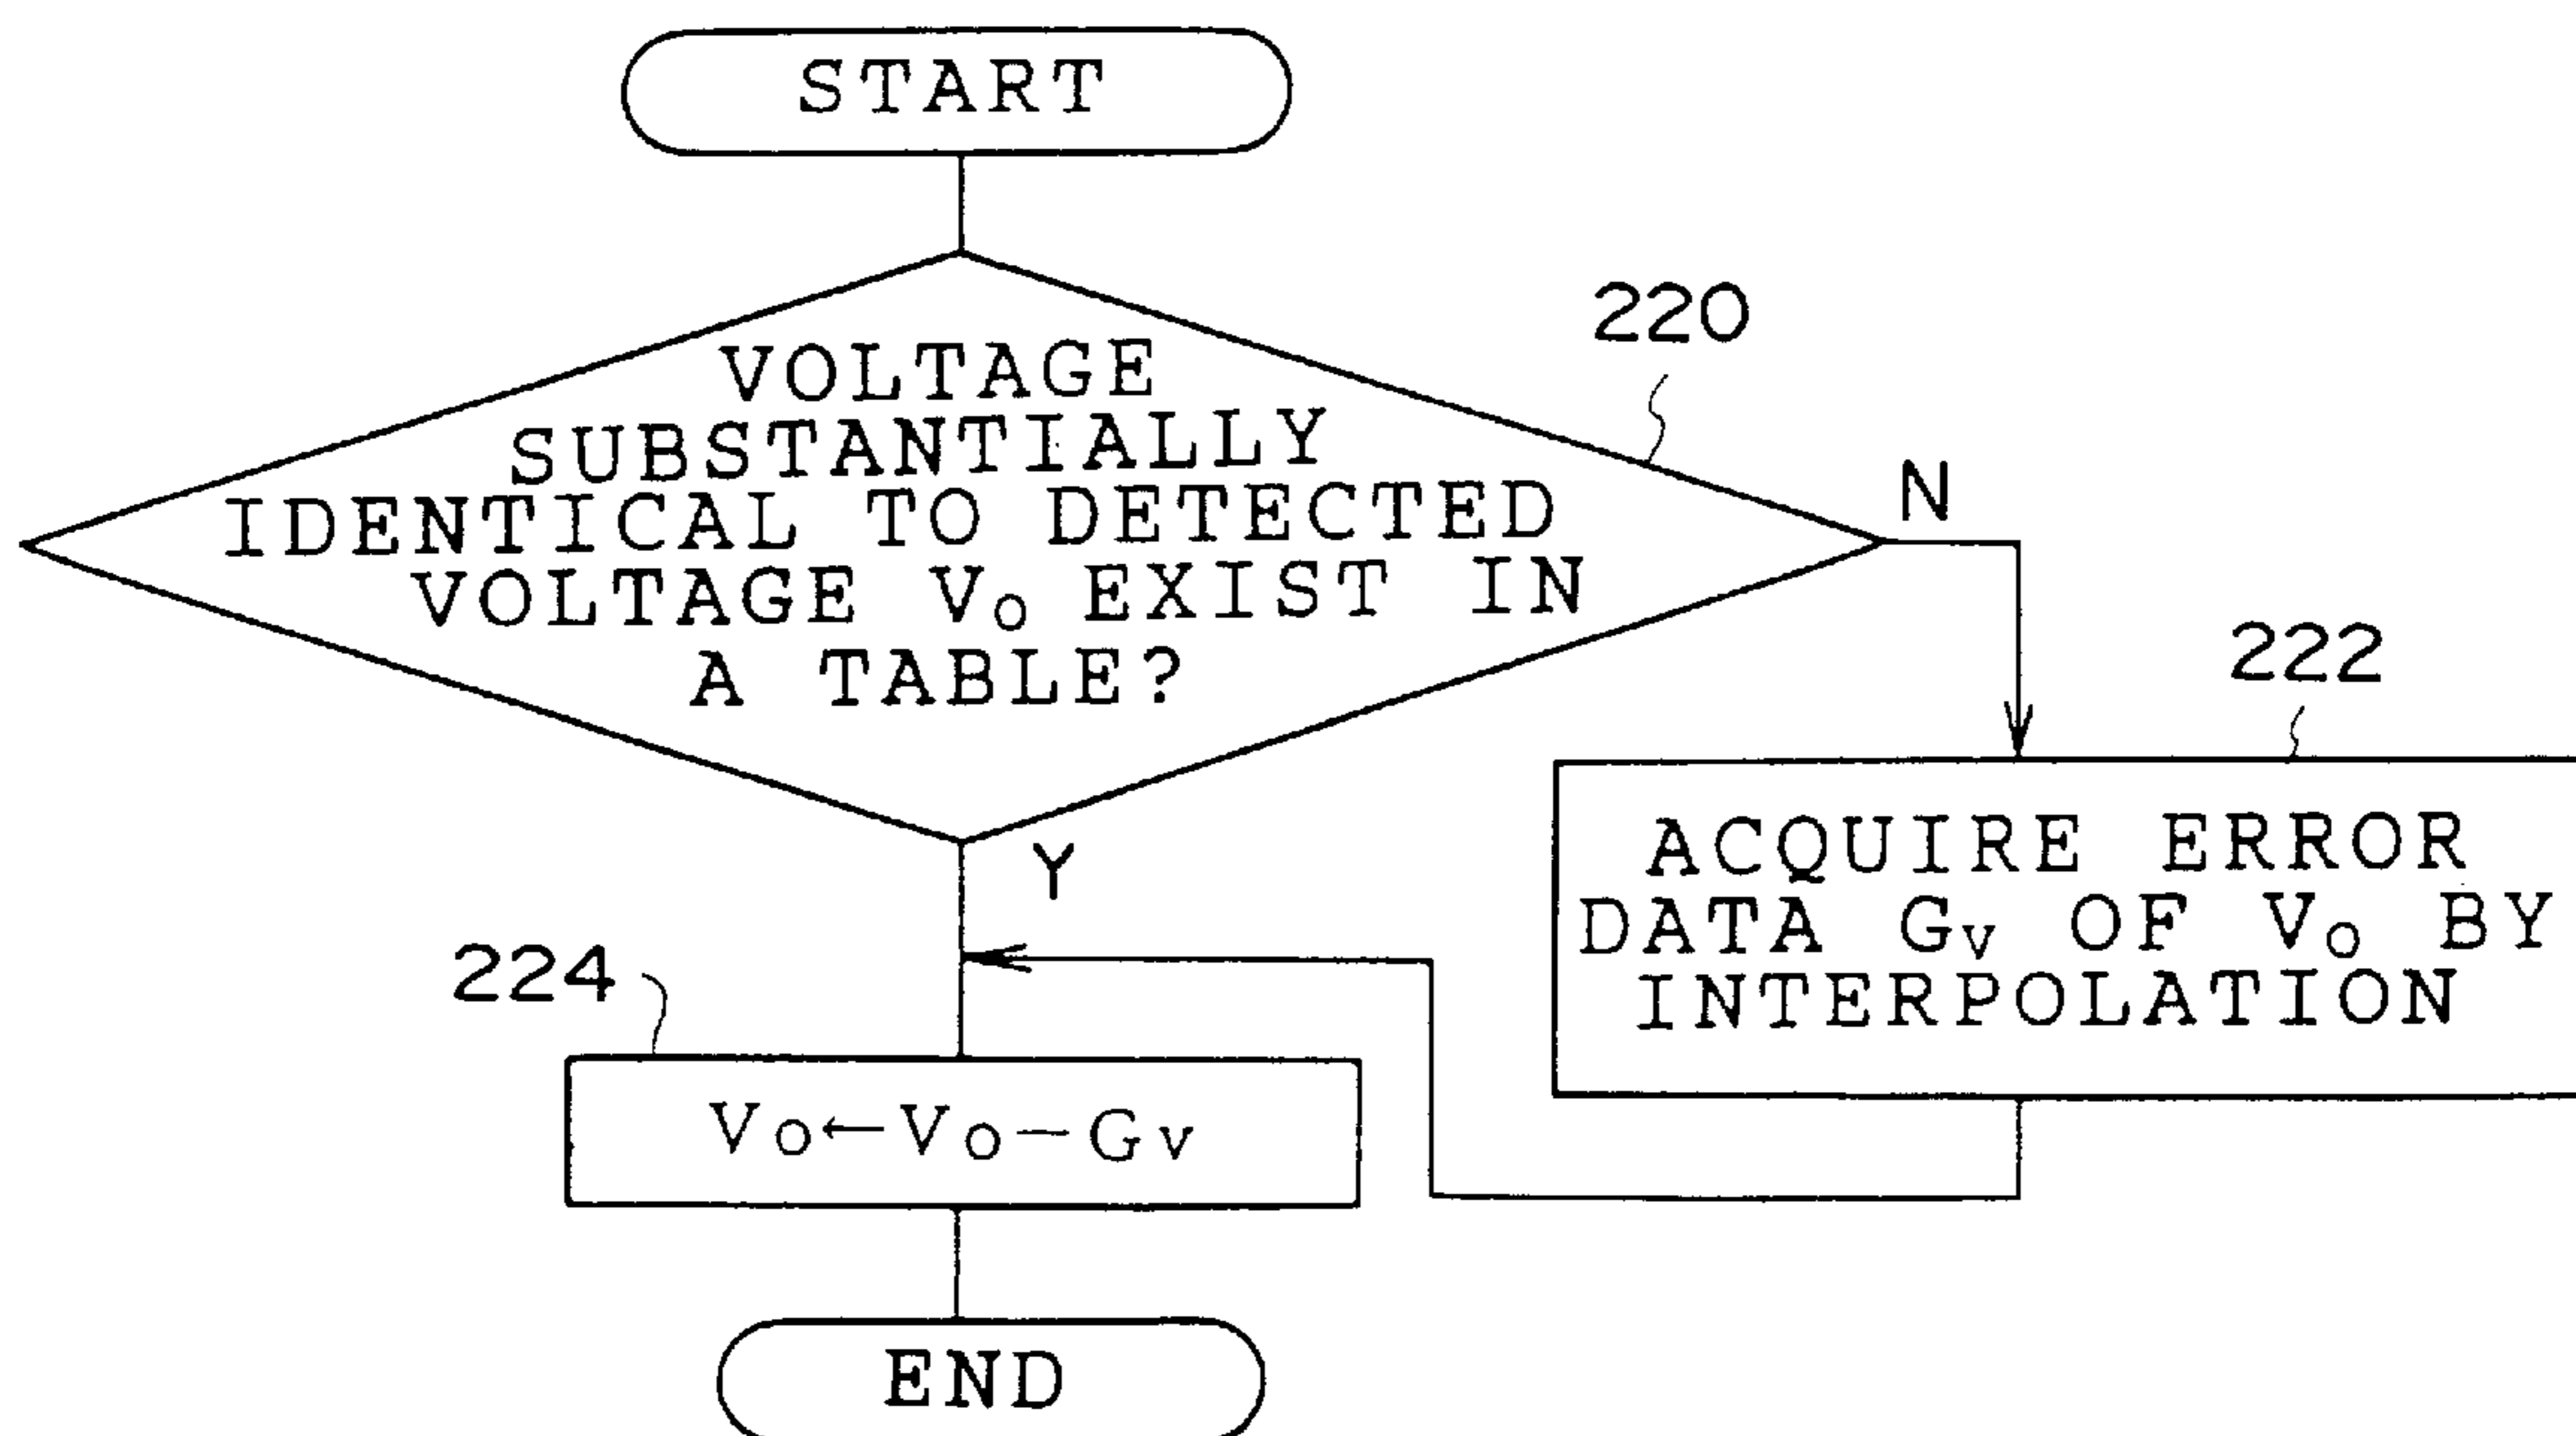 START
220
VOLTAGE
SUBSTANTIALLY
IDENTICAL TO DETECTED
VOLTAGE Vo EXIST IN
A TABLE?
N
Y
222
ACQUIRE ERROR
DATA Gv OF Vo BY
INTERPOLATION
224
Vo←Vo−Gv
END